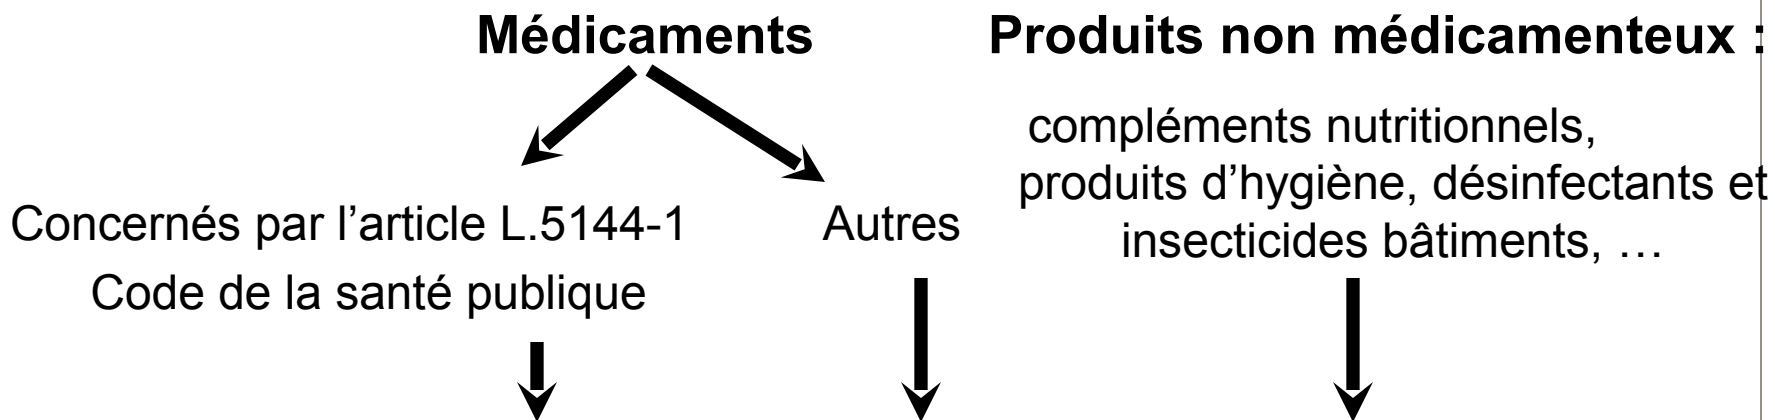 Médicaments
Produits non médicamenteux :
compléments nutritionnels,
produits d’hygiène, désinfectants et
insecticides bâtiments, …
Concernés par l’article L.5144-1
Code de la santé publique
Autres